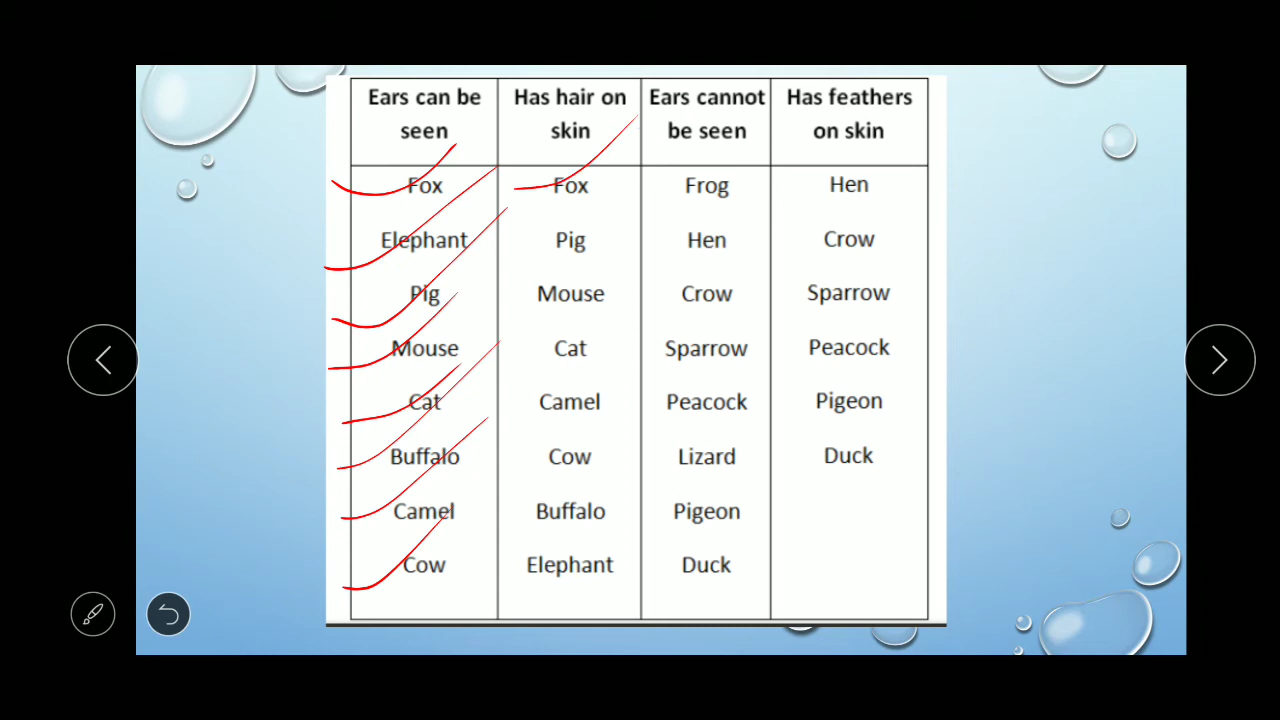 Ears can be seen | Has hair on skin | Ears cannot be seen | Has feathers on skin
Fox | Fox | Frog | Hen
Elephant | Pig | Hen | Crow
Pig | Mouse | Crow | Sparrow
Mouse | Cat | Sparrow | Peacock
Cat | Camel | Peacock | Pigeon
Buffalo | Cow | Lizard | Duck
Camel | Buffalo | Pigeon
Cow | Elephant | Duck